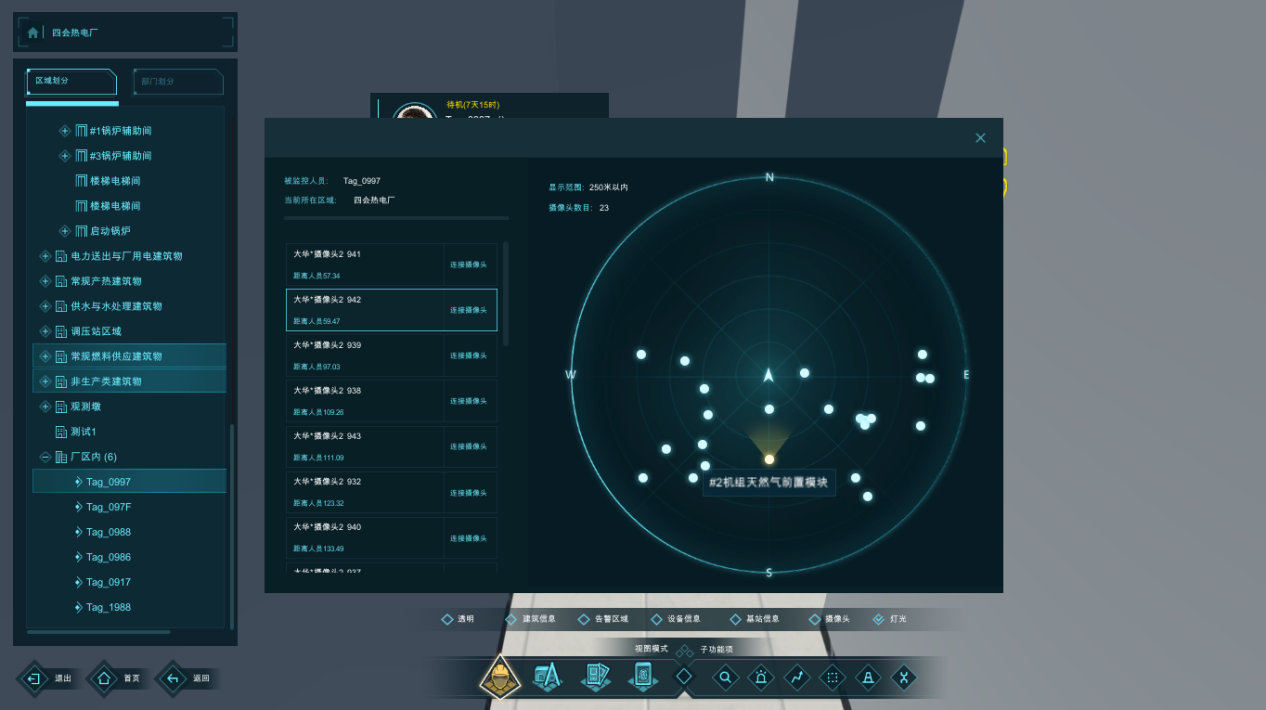 四会热电厂
区域划分
部门划分
#1锅炉辅助间
#3锅炉辅助间
楼梯电梯间
楼梯电梯间
启动锅炉
电力送出与厂用电建筑物
常规产热建筑物
供水与水处理建筑物
调压站区域
常规燃料供应建筑物
非生产类建筑物
观测墩
测试1
厂区内 (6)
Tag_0997
Tag_097F
Tag_0988
Tag_0986
Tag_0917
Tag_1988
待机(7天15时)
被监控人员: Tag_0997
当前所在区域: 四会热电厂
大华*摄像头2 941
距离人员57.34
连接摄像头
大华*摄像头2 942
距离人员59.47
连接摄像头
大华*摄像头2 939
距离人员97.03
连接摄像头
大华*摄像头2 938
距离人员109.26
连接摄像头
大华*摄像头2 943
距离人员111.09
连接摄像头
大华*摄像头2 932
距离人员123.32
连接摄像头
大华*摄像头2 940
距离人员133.49
连接摄像头
显示范围: 250米以内
摄像头数目: 23
N
W
E
S
#2机组天然气前置模块
透明
建筑信息
告警区域
设备信息
基站信息
摄像头
灯光
视图模式
子功能项
退出
首页
返回